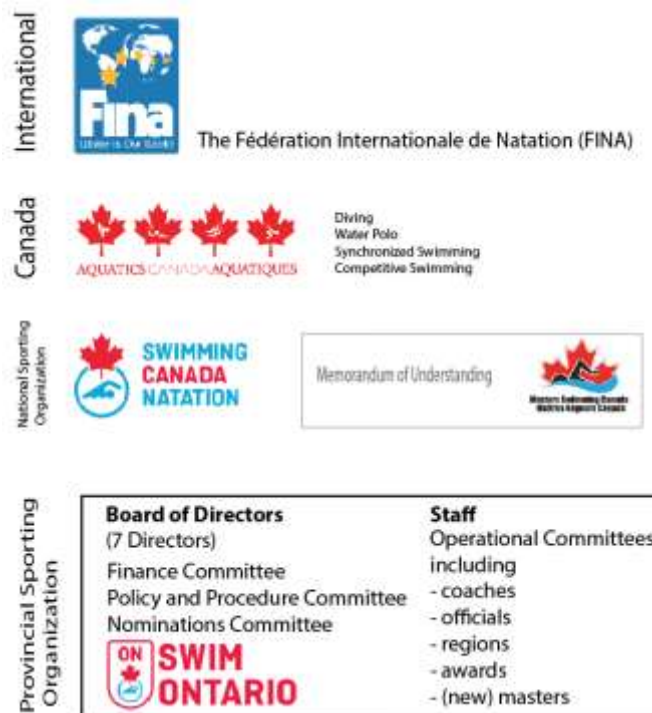 International
Fina
The Fédération Internationale de Natation (FINA)
Canada
AQUATICS CANADA AQUATIQUES
Diving
Water Polo
Synchronized Swimming
Competitive Swimming
National Sporting
Organization
SWIMMING
CANADA
NATATION
Memorandum of Understanding
Masters Swimming Canada
Provincial Sporting
Organization
Board of Directors
(7 Directors)
Finance Committee
Policy and Procedure Committee
Nominations Committee
ON SWIM
ONTARIO
Staff
Operational Committees
including
- coaches
- officials
- regions
- awards
- (new) masters